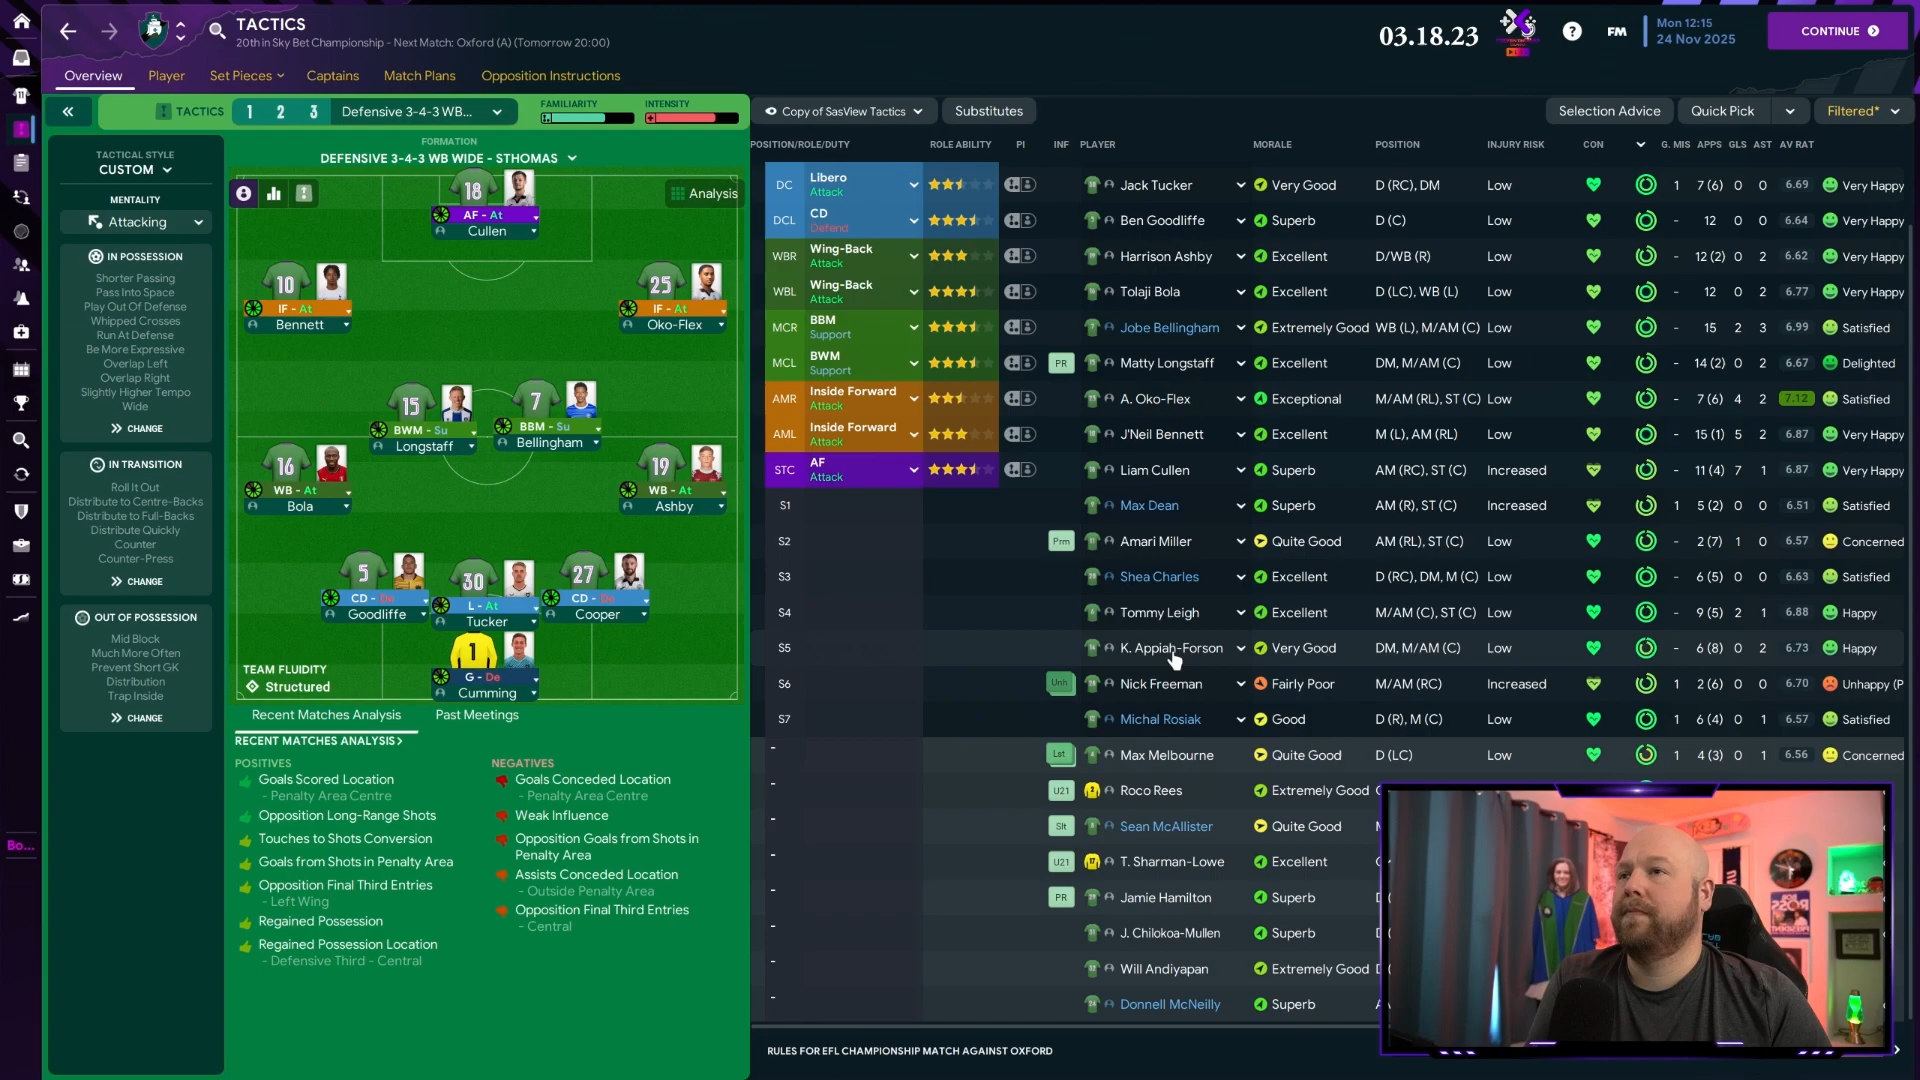 TACTICS
20th in Sky Bet Championship - Next Match: Oxford (A) (Tomorrow 20:00)
03.18.23
FM
Mon 12:15
24 Nov 2025
CONTINUE
Overview Player Set Pieces Captains Match Plans Opposition Instructions
TACTICS 1 2 3 Defensive 3-4-3 WB...
FAMILIARITY INTENSITY
Copy of SasView Tactics Substitutes Selection Advice Quick Pick Filtered*
TACTICAL STYLE
CUSTOM
MENTALITY
Attacking
IN POSSESSION
Shorter Passing
Pass Into Space
Play Out Of Defense
Whipped Crosses
Run At Defense
Be More Expressive
Overlap Left
Overlap Right
Slightly Higher Tempo
Wide
CHANGE
IN TRANSITION
Roll It Out
Distribute to Centre-Backs
Distribute to Full-Backs
Distribute Quickly
Counter
Counter-Press
CHANGE
OUT OF POSSESSION
Mid Block
Much More Often
Prevent Short GK
Distribution
Trap Inside
CHANGE
Bo...
FORMATION
DEFENSIVE 3-4-3 WB WIDE - STHOMAS
Analysis
18
AF - At
Cullen
10
IF - At
Bennett
25
IF - At
Oko-Flex
15
BWM - Su
Longstaff
7
BBM - Su
Bellingham
16
WB - At
Bola
19
WB - At
Ashby
5
CD - De
Goodliffe
30
L - At
Tucker
27
CD - De
Cooper
1
G - De
Cumming
TEAM FLUIDITY
Structured
Recent Matches Analysis Past Meetings
RECENT MATCHES ANALYSIS>
POSITIVES
Goals Scored Location
- Penalty Area Centre
Opposition Long-Range Shots
Touches to Shots Conversion
Goals from Shots in Penalty Area
Opposition Final Third Entries
- Left Wing
Regained Possession
Regained Possession Location
- Defensive Third - Central
NEGATIVES
Goals Conceded Location
- Penalty Area Centre
Weak Influence
Opposition Goals from Shots in
Penalty Area
Assists Conceded Location
- Outside Penalty Area
Opposition Final Third Entries
- Central
POSITION/ROLE/DUTY ROLE ABILITY PI INF PLAYER MORALE POSITION INJURY RISK CON G. MIS APPS GLS AST AV RAT
DC Libero Attack Jack Tucker Very Good D (RC), DM Low 1 7 (6) 0 0 6.69 Very Happy
DCL CD Defend Ben Goodliffe Superb D (C) Low - 12 0 0 6.64 Very Happy
WBR Wing-Back Attack Harrison Ashby Excellent D/WB (R) Low - 12 (2) 0 2 6.62 Very Happy
WBL Wing-Back Attack Tolaji Bola Excellent D (LC), WB (L) Low - 12 0 2 6.77 Very Happy
MCR BBM Support Jobe Bellingham Extremely Good WB (L), M/AM (C) Low - 15 2 3 6.99 Satisfied
MCL BWM Support PR Matty Longstaff Excellent DM, M/AM (C) Low - 14 (2) 0 2 6.67 Delighted
AMR Inside Forward Attack A. Oko-Flex Exceptional M/AM (RL), ST (C) Low - 7 (6) 4 2 7.12 Satisfied
AML Inside Forward Attack J'Neil Bennett Excellent M (L), AM (RL) Low - 15 (1) 5 2 6.87 Very Happy
STC AF Attack Liam Cullen Superb AM (RC), ST (C) Increased - 11 (4) 7 1 6.87 Very Happy
S1 Max Dean Superb AM (R), ST (C) Increased 1 5 (2) 0 0 6.51 Satisfied
S2 Prm Amari Miller Quite Good AM (RL), ST (C) Low - 2 (7) 1 0 6.57 Concerned
S3 Shea Charles Excellent D (RC), DM, M (C) Low - 6 (5) 0 0 6.63 Satisfied
S4 Tommy Leigh Excellent M/AM (C), ST (C) Low - 9 (5) 2 1 6.88 Happy
S5 K. Appiah-Forson Very Good DM, M/AM (C) Low - 6 (8) 0 2 6.73 Happy
S6 Unh Nick Freeman Fairly Poor M/AM (RC) Increased 1 2 (6) 0 0 6.70 Unhappy (P
S7 Michal Rosiak Good D (R), M (C) Low 1 6 (4) 0 1 6.57 Satisfied
- Lst Max Melbourne Quite Good D (LC) Low 1 4 (3) 0 1 6.56 Concerned
- U21 Roco Rees Extremely Good
- Slt Sean McAllister Quite Good
- U21 T. Sharman-Lowe Excellent
- PR Jamie Hamilton Superb
- J. Chilokoa-Mullen Superb
- Will Andiyapan Extremely Good
- Donnell McNeilly Superb
RULES FOR EFL CHAMPIONSHIP MATCH AGAINST OXFORD